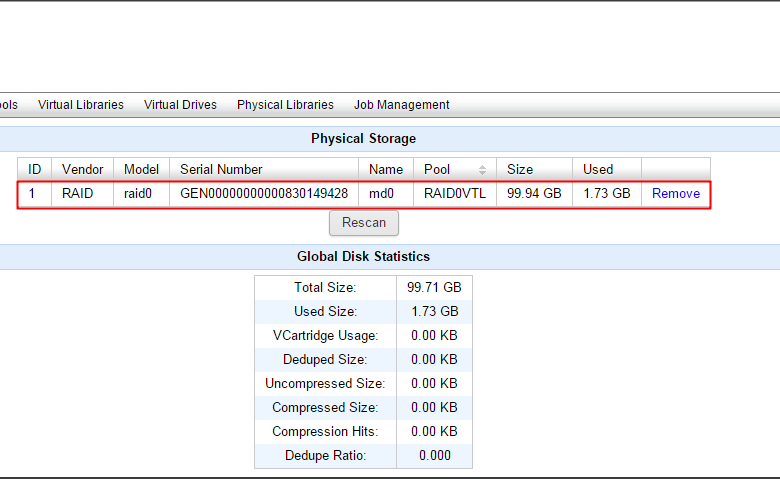 ols Virtual Libraries Virtual Drives Physical Libraries Job Management
Physical Storage
ID Vendor Model Serial Number Name Pool Size Used
1 RAID raid0 GEN00000000000830149428 md0 RAID0VTL 99.94 GB 1.73 GB Remove
Rescan
Global Disk Statistics
Total Size: 99.71 GB
Used Size: 1.73 GB
VCartridge Usage: 0.00 KB
Deduped Size: 0.00 KB
Uncompressed Size: 0.00 KB
Compressed Size: 0.00 KB
Compression Hits: 0.00 KB
Dedupe Ratio: 0.000